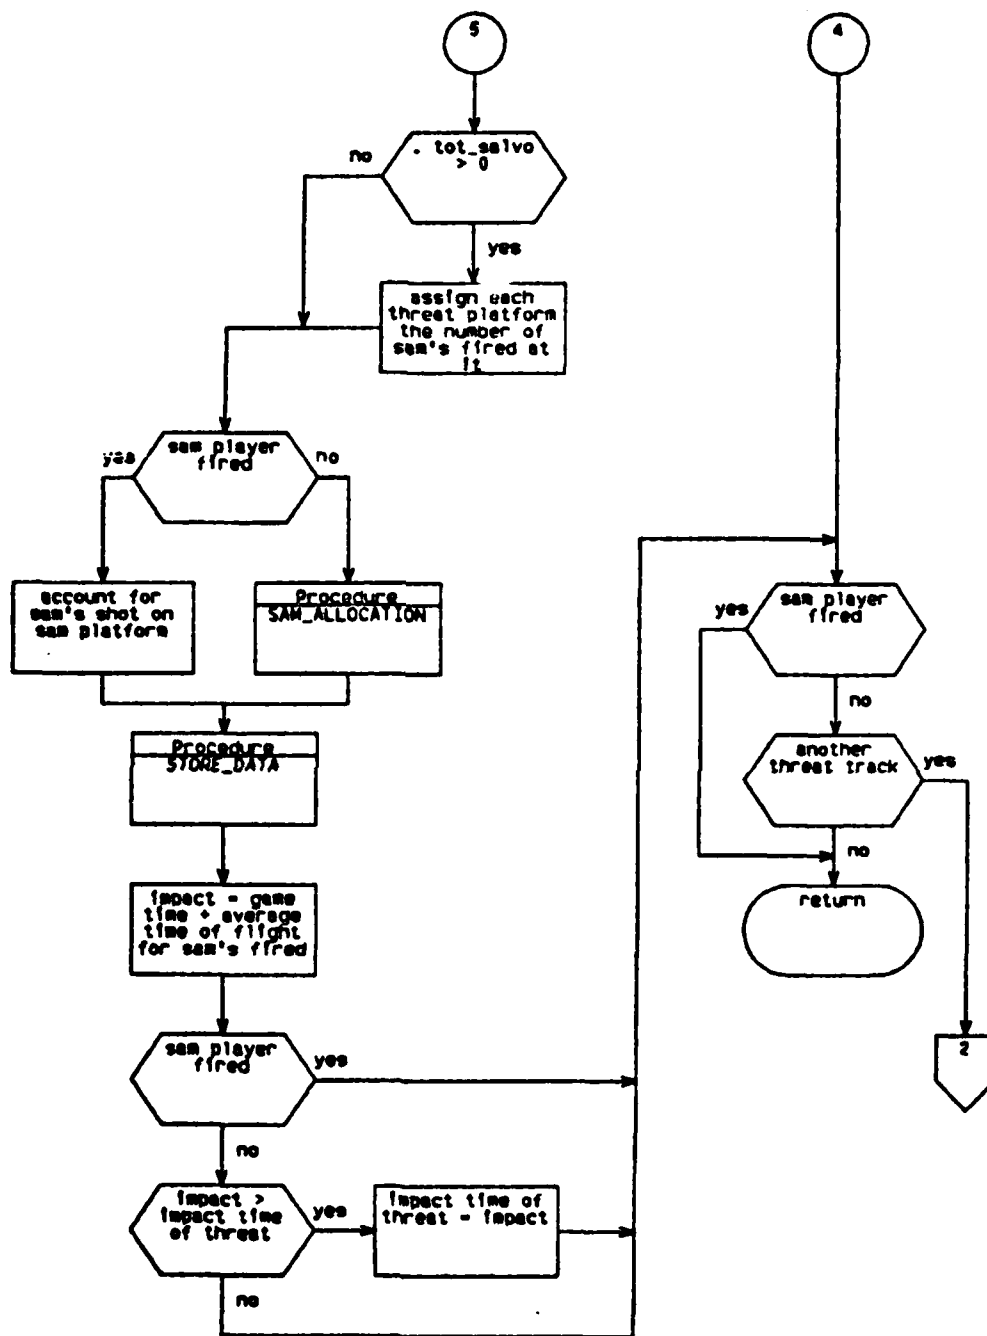 5
no
. tot_salvo
> 0
yes
assign each
threat platform
the number of
sam's fired at
it
yes
sam player
fired
no
account for
sam's shot on
sam platform
Procedure
SAM_ALLOCATION
Procedure
STORE_DATA
impact = game
time + average
time of flight
for sam's fired
sam player
fired
yes
no
impact >
impact time
of threat
yes
impact time of
threat = impact
no
4
yes
sam player
fired
no
another
threat track
yes
no
return
2